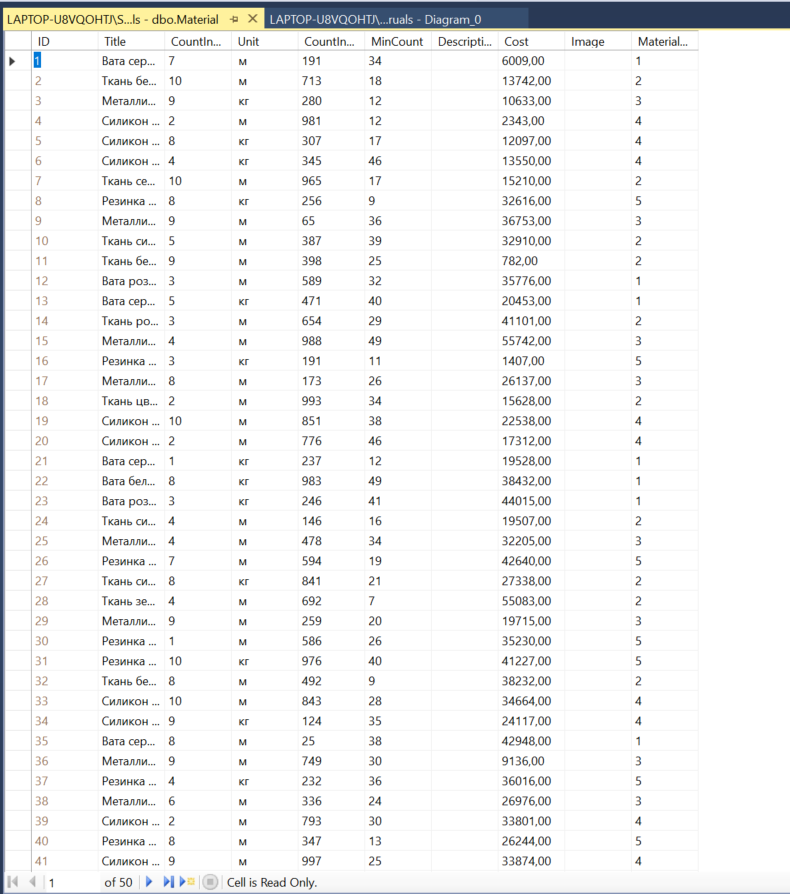 LAPTOP-U8VQOHTJ\S...ls - dbo.Material LAPTOP-U8VQOHTJ\...ruals - Diagram_0
ID Title CountIn... Unit CountIn... MinCount Descripti... Cost Image Material...
1 Вата сер... 7 м 191 34 6009,00 1
2 Ткань бе... 10 м 713 18 13742,00 2
3 Металли... 9 кг 280 12 10633,00 3
4 Силикон ... 2 м 981 12 2343,00 4
5 Силикон ... 8 кг 307 17 12097,00 4
6 Силикон ... 4 кг 345 46 13550,00 4
7 Ткань се... 10 м 965 17 15210,00 2
8 Резинка ... 8 кг 256 9 32616,00 5
9 Металли... 9 м 65 36 36753,00 3
10 Ткань си... 5 м 387 39 32910,00 2
11 Ткань бе... 9 м 398 25 782,00 2
12 Вата роз... 3 м 589 32 35776,00 1
13 Вата сер... 5 кг 471 40 20453,00 1
14 Ткань ро... 3 м 654 29 41101,00 2
15 Металли... 4 м 988 49 55742,00 3
16 Резинка ... 3 кг 191 11 1407,00 5
17 Металли... 8 м 173 26 26137,00 3
18 Ткань цв... 2 м 993 34 15628,00 2
19 Силикон ... 10 м 851 38 22538,00 4
20 Силикон ... 2 м 776 46 17312,00 4
21 Вата сер... 1 кг 237 12 19528,00 1
22 Вата бел... 8 кг 983 49 38432,00 1
23 Вата роз... 3 кг 246 41 44015,00 1
24 Ткань си... 4 м 146 16 19507,00 2
25 Металли... 4 м 478 34 32205,00 3
26 Резинка ... 7 м 594 19 42640,00 5
27 Ткань си... 8 кг 841 21 27338,00 2
28 Ткань зе... 4 м 692 7 55083,00 2
29 Металли... 9 м 259 20 19715,00 3
30 Резинка ... 1 м 586 26 35230,00 5
31 Резинка ... 10 кг 976 40 41227,00 5
32 Ткань бе... 8 м 492 9 38232,00 2
33 Силикон ... 10 м 843 28 34664,00 4
34 Силикон ... 9 кг 124 35 24117,00 4
35 Вата сер... 8 м 25 38 42948,00 1
36 Металли... 9 м 749 30 9136,00 3
37 Резинка ... 4 кг 232 36 36016,00 5
38 Металли... 6 м 336 24 26976,00 3
39 Силикон ... 2 м 793 30 33801,00 4
40 Резинка ... 8 м 347 13 26244,00 5
41 Силикон ... 9 м 997 25 33874,00 4
1 of 50 Cell is Read Only.